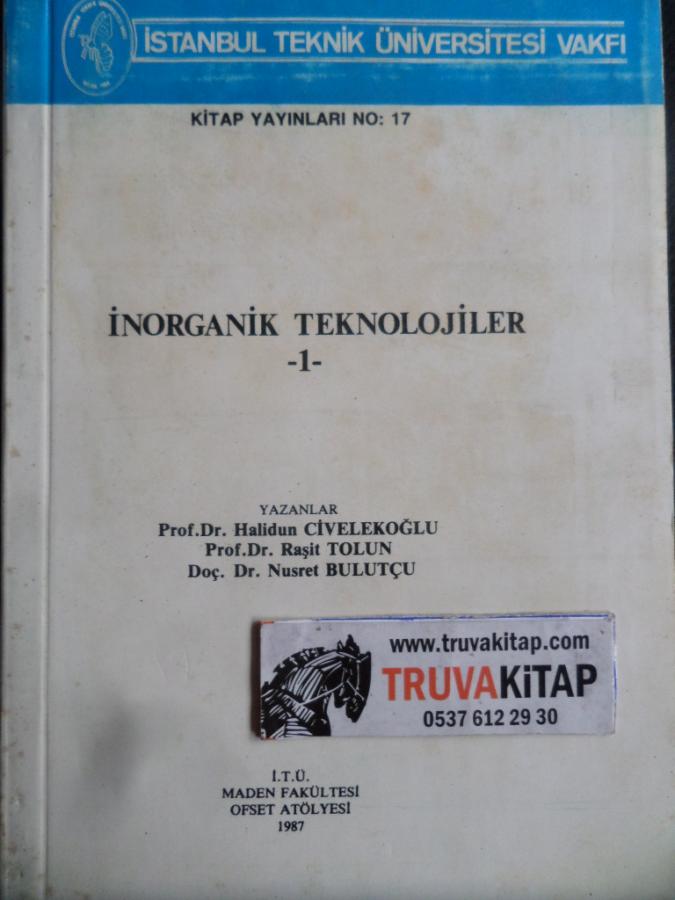 İSTANBUL TEKNİK ÜNİVERSİTESİ VAKFI
KİTAP YAYINLARI NO: 17
İNORGANİK TEKNOLOJİLER
-1-
YAZANLAR
Prof.Dr. Halidun CİVELEKOĞLU
Prof.Dr. Raşit TOLUN
Doç. Dr. Nusret BULUTÇU
www.truvakitap.com
TRUVAKiTAP
0537 612 29 30
İ.T.Ü.
MADEN FAKÜLTESİ
OFSET ATÖLYESİ
1987